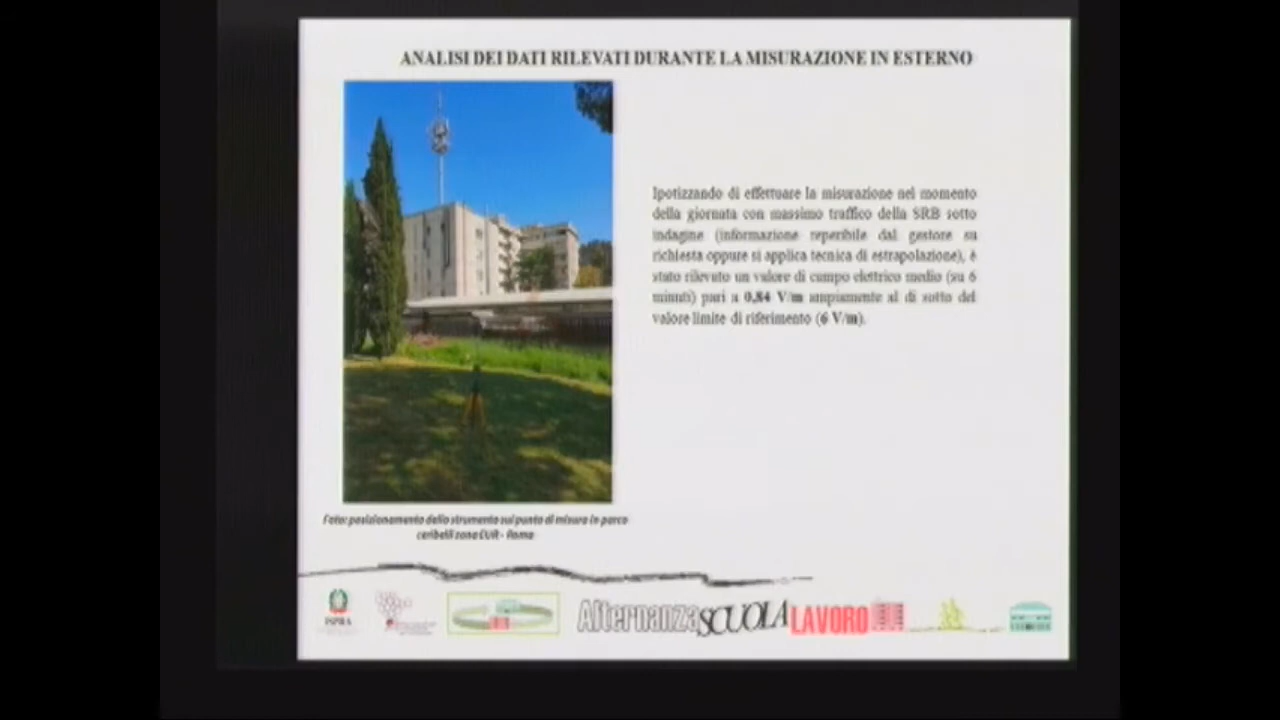 ANALISI DEI DATI RILEVATI DURANTE LA MISURAZIONE IN ESTERNO
Ipotizzando di effettuare la misurazione nel momento
della giornata con massimo traffico della SRB sotto
indagine (informazione reperibile dal gestore su
richiesta oppure si applica tecnica di estrapolazione), è
stato rilevato un valore di campo elettrico medio (su 6
minuti) pari a 0,84 V/m ampiamente al di sotto del
valore limite di riferimento (6 V/m).
Foto: posizionamento dello strumento sul punto di misura in parco
ceribelli zona EUR - Roma
ISPRA
Alternanza SCUOLA LAVORO